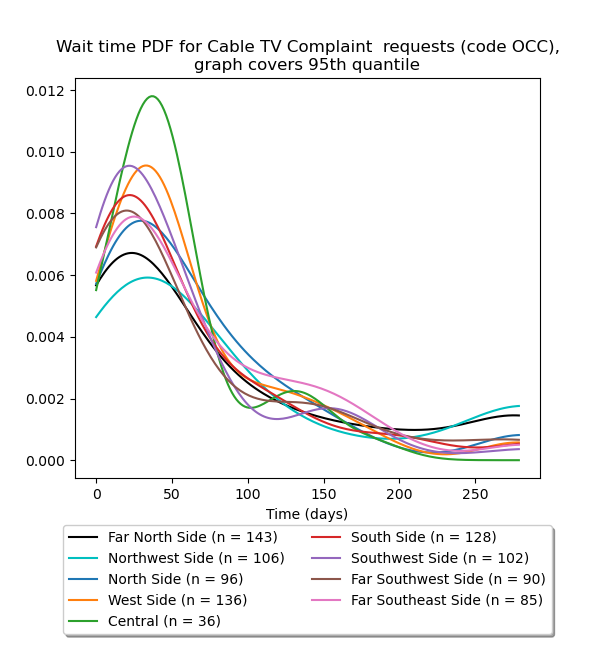 Wait time PDF for Cable TV Complaint  requests (code OCC),
graph covers 95th quantile
0.012
0.010
0.008
0.006
0.004
0.002
0.000
0 50 100 150 200 250
Time (days)
Far North Side (n = 143)
Northwest Side (n = 106)
North Side (n = 96)
West Side (n = 136)
Central (n = 36)
South Side (n = 128)
Southwest Side (n = 102)
Far Southwest Side (n = 90)
Far Southeast Side (n = 85)